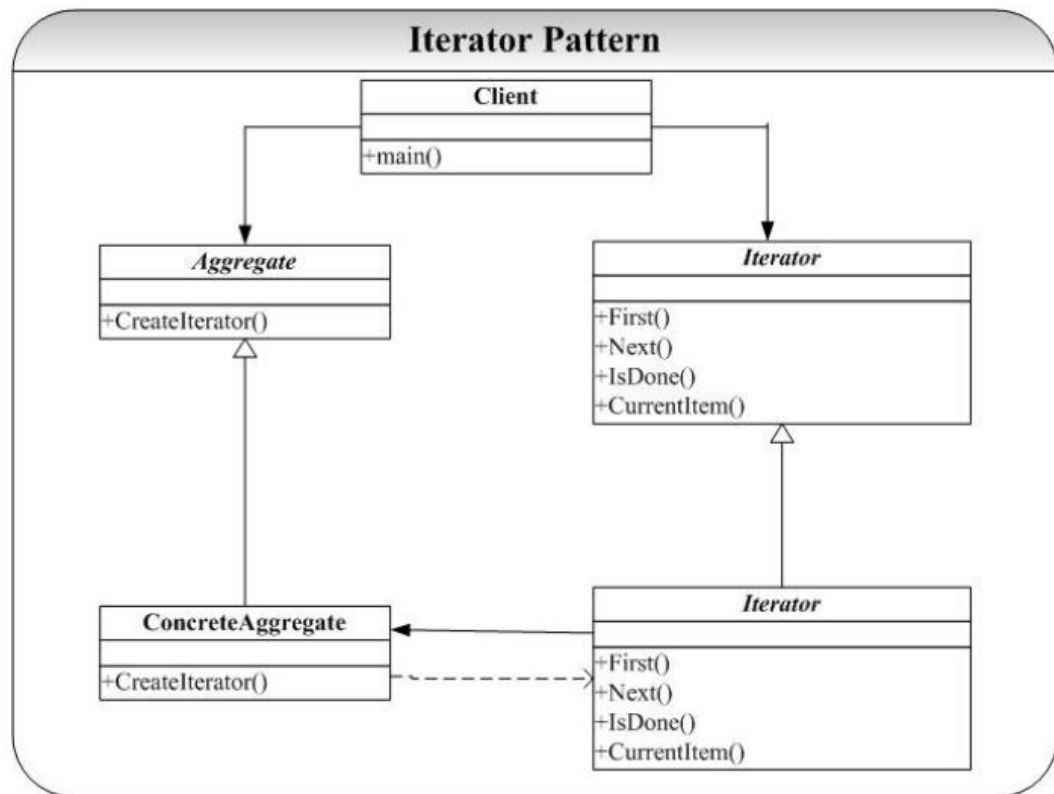 Iterator Pattern
Client
+main()
Aggregate
+CreateIterator()
Iterator
+First()
+Next()
+IsDone()
+CurrentItem()
ConcreteAggregate
+CreateIterator()
Iterator
+First()
+Next()
+IsDone()
+CurrentItem()